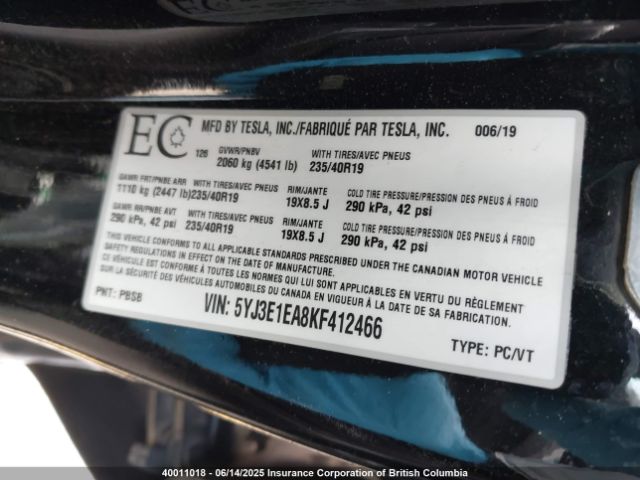 EC
MFD BY TESLA, INC./FABRIQUÉ PAR TESLA, INC. 006/19
126
GVWR/PNBV
2060 kg (4541 lb)
WITH TIRES/AVEC PNEUS
235/40R19
GAWR FRT/PNBE ARR WITH TIRES/AVEC PNEUS RIM/JANTE COLD TIRE PRESSURE/PRESSION DES PNEUS À FROID
1110 kg (2447 lb) 235/40R19 19X8.5 J 290 kPa, 42 psi
GAWR RR/PNBE AVT WITH TIRES/AVEC PNEUS RIM/JANTE COLD TIRE PRESSURE/PRESSION DES PNEUS À FROID
290 kPa, 42 psi 235/40R19 19X8.5 J 290 kPa, 42 psi
THIS VEHICLE CONFORMS TO ALL APPLICABLE STANDARDS PRESCRIBED UNDER THE CANADIAN MOTOR VEHICLE
SAFETY REGULATIONS IN EFFECT ON THE DATE OF MANUFACTURE
CE VÉHICULE EST CONFORME À TOUTES LES NORMES QUI LUI SONT APPLICABLES EN VERTU DU RÈGLEMENT
SUR LA SÉCURITÉ DES VÉHICULES AUTOMOBILES DU CANADA EN VIGUEUR À LA DATE DE SA FABRICATION
PNT: PBSB
VIN: 5YJ3E1EA8KF412466
TYPE: PC/VT
40011018 - 06/14/2025 Insurance Corporation of British Columbia